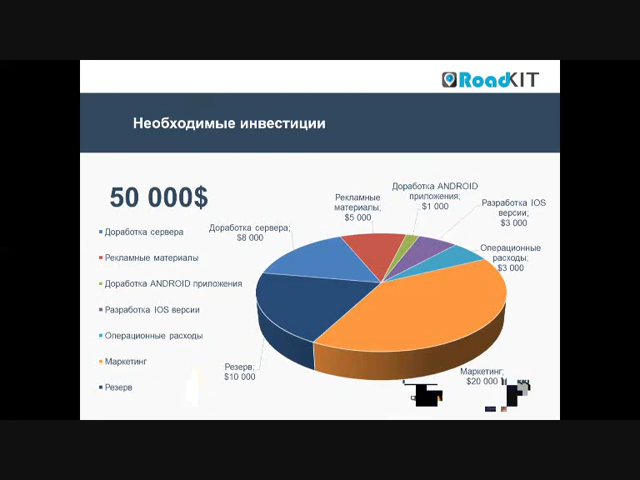 RoadKIT
Необходимые инвестиции
50 000$
Доработка сервера
Рекламные материалы
Доработка ANDROID приложения
Разработка IOS версии
Операционные расходы
Маркетинг
Резерв
Доработка сервера;
$8 000
Рекламные
материалы;
$5 000
Доработка ANDROID
приложения;
$1 000
Разработка IOS
версии;
$3 000
Операционные
расходы;
$3 000
Маркетинг;
$20 000
Резерв;
$10 000